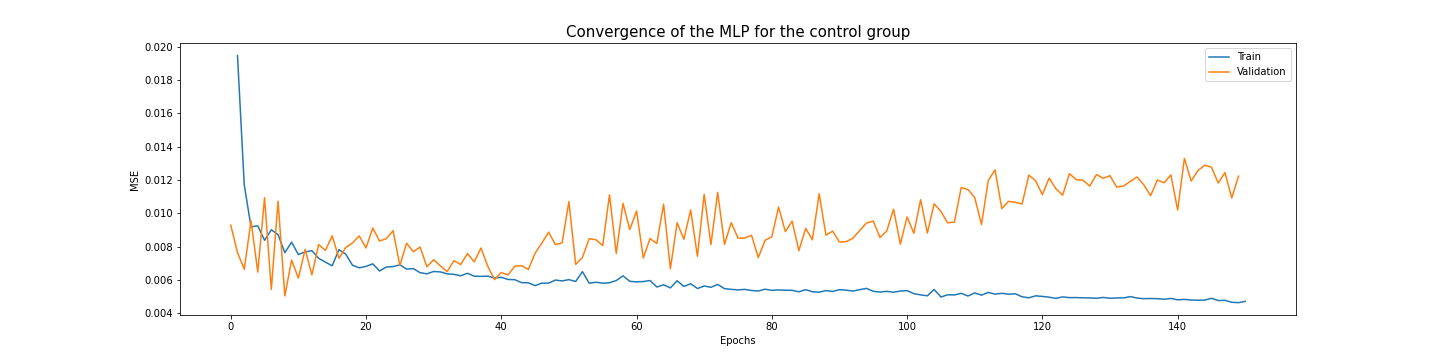 Convergence of the MLP for the control group
Train
Validation
MSE
0.020
0.018
0.016
0.014
0.012
0.010
0.008
0.006
0.004
0 20 40 60 80 100 120 140
Epochs